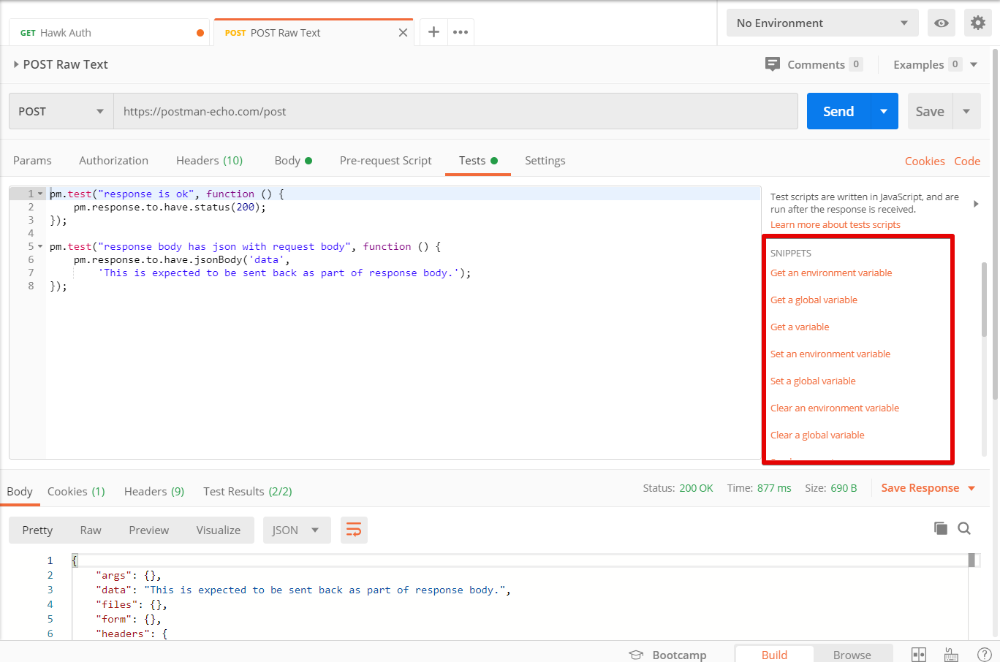 GET Hawk Auth
POST POST Raw Text
No Environment
POST Raw Text
Comments 0
Examples 0
POST
https://postman-echo.com/post
Send
Save
Params
Authorization
Headers (10)
Body
Pre-request Script
Tests
Settings
Cookies
Code
1 pm.test("response is ok", function () {
2 pm.response.to.have.status(200);
3 });
4
5 pm.test("response body has json with request body", function () {
6 pm.response.to.have.jsonBody('data',
7 'This is expected to be sent back as part of response body.');
8 });
Test scripts are written in JavaScript, and are
run after the response is received.
Learn more about tests scripts
SNIPPETS
Get an environment variable
Get a global variable
Get a variable
Set an environment variable
Set a global variable
Clear an environment variable
Clear a global variable
Body
Cookies (1)
Headers (9)
Test Results (2/2)
Status: 200 OK
Time: 877 ms
Size: 690 B
Save Response
Pretty
Raw
Preview
Visualize
JSON
1 {
2 "args": {},
3 "data": "This is expected to be sent back as part of response body.",
4 "files": {},
5 "form": {},
6 "headers": {
Bootcamp
Build
Browse